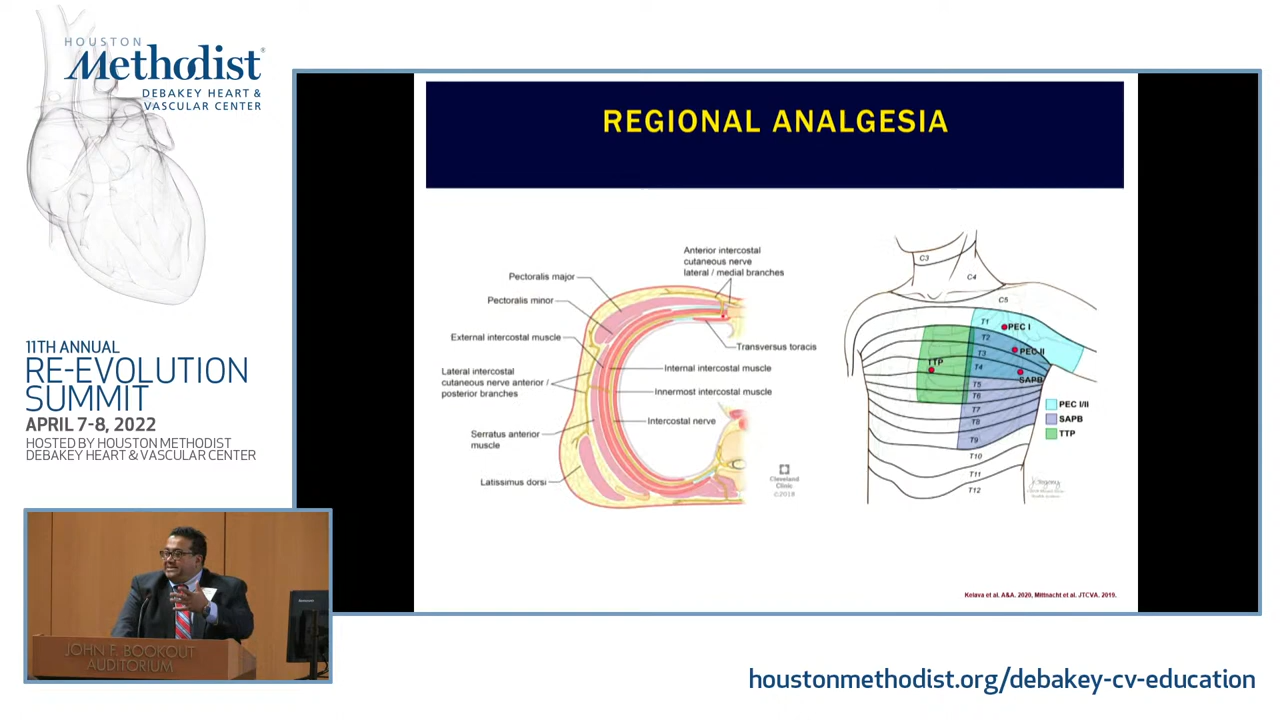 HOUSTON
Methodist®
DEBAKEY HEART &
VASCULAR CENTER
11TH ANNUAL
RE-EVOLUTION
SUMMIT
APRIL 7-8, 2022
HOSTED BY HOUSTON METHODIST
DEBAKEY HEART & VASCULAR CENTER
REGIONAL ANALGESIA
Anterior intercostal
cutaneous nerve
lateral / medial branches
Pectoralis major
Pectoralis minor
External intercostal muscle
Lateral intercostal
cutaneous nerve anterior /
posterior branches
Serratus anterior
muscle
Latissimus dorsi
Transversus toracis
Internal intercostal muscle
Innermost intercostal muscle
Intercostal nerve
Cleveland
Clinic
©2018
C3
C4
C5
T1
PEC I
T2
PEC II
T3
TTP
T4
SAPB
T5
T6
T7
T8
T9
T10
T11
T12
PEC I/II
SAPB
TTP
Kelava et al. A&A. 2020, Mittnacht et al. JTCVA, 2019.
JOHN F. BOOKOUT
AUDITORIUM
houstonmethodist.org/debakey-cv-education